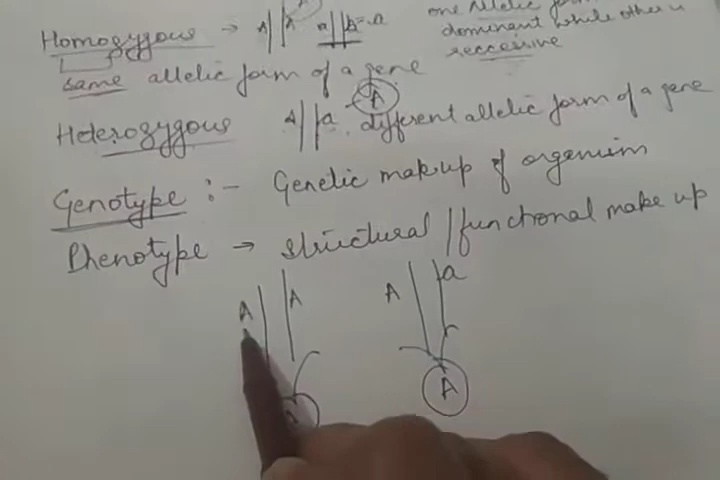 one Allelic form
dominant while other is
reccessive
Homozygous → A A a a
same allelic form of a gene
A
Heterozygous A a different allelic form of a gene
Genotype :- Genetic makeup of organism
Phenotype → structural / functional make up
A A A a
A